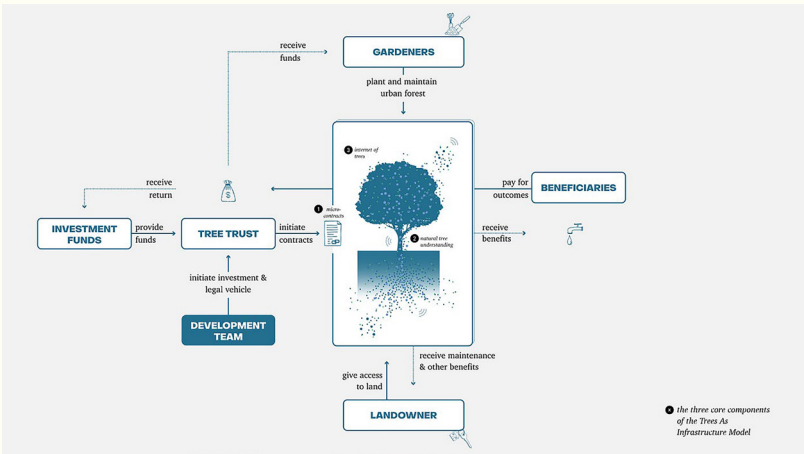 receive
funds
GARDENERS
plant and maintain
urban forest
3 internet of
trees
receive
return
$
pay for
outcomes
BENEFICIARIES
1 micro-
contracts
INVESTMENT
FUNDS
provide
funds
TREE TRUST
initiate
contracts
2 natural tree
understanding
receive
benefits
initiate investment &
legal vehicle
DEVELOPMENT
TEAM
receive maintenance
& other benefits
give access
to land
LANDOWNER
x the three core components
of the Trees As
Infrastructure Model